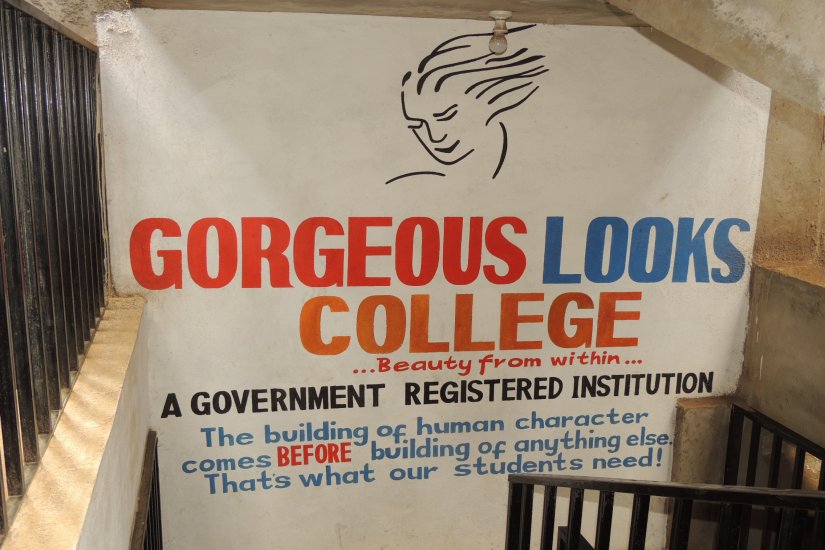 GORGEOUS LOOKS
COLLEGE
...Beauty from within...
A GOVERNMENT REGISTERED INSTITUTION
The building of human character
comes BEFORE building of anything else.
That's what our students need!